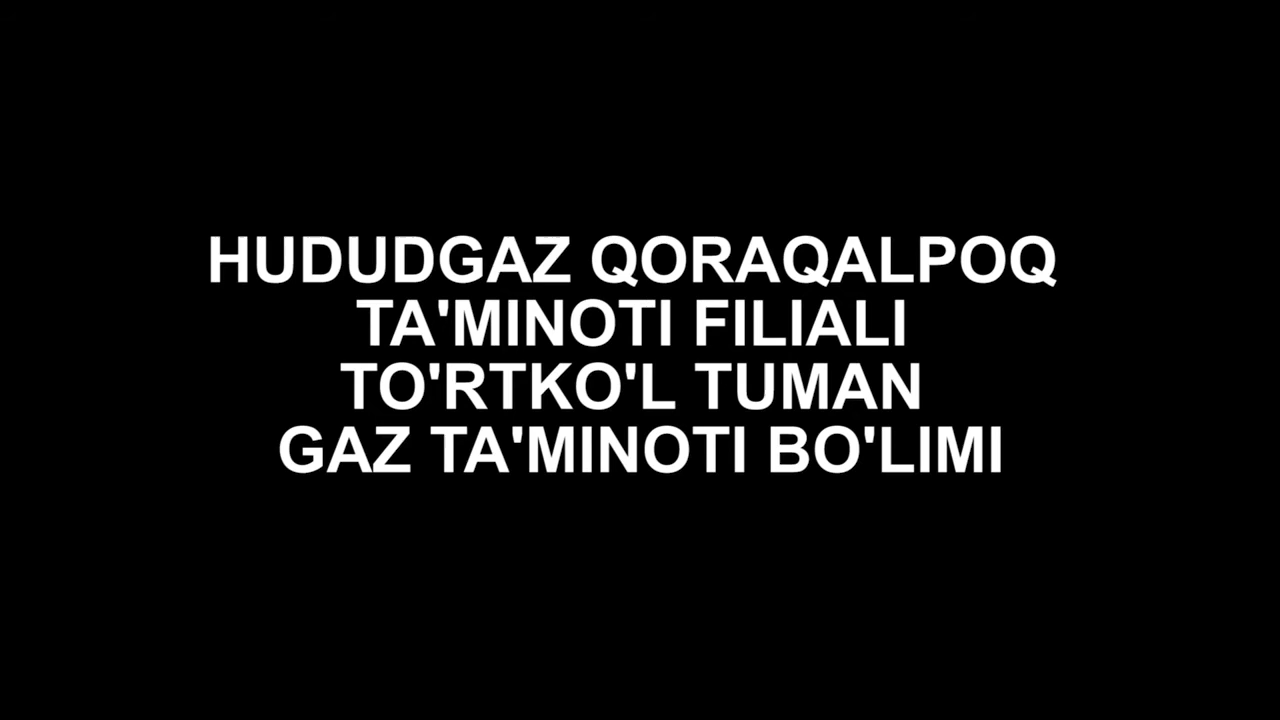 HUDUDGAZ QORAQALPOQ
TA'MINOTI FILIALI
TO'RTKO'L TUMAN
GAZ TA'MINOTI BO'LIMI